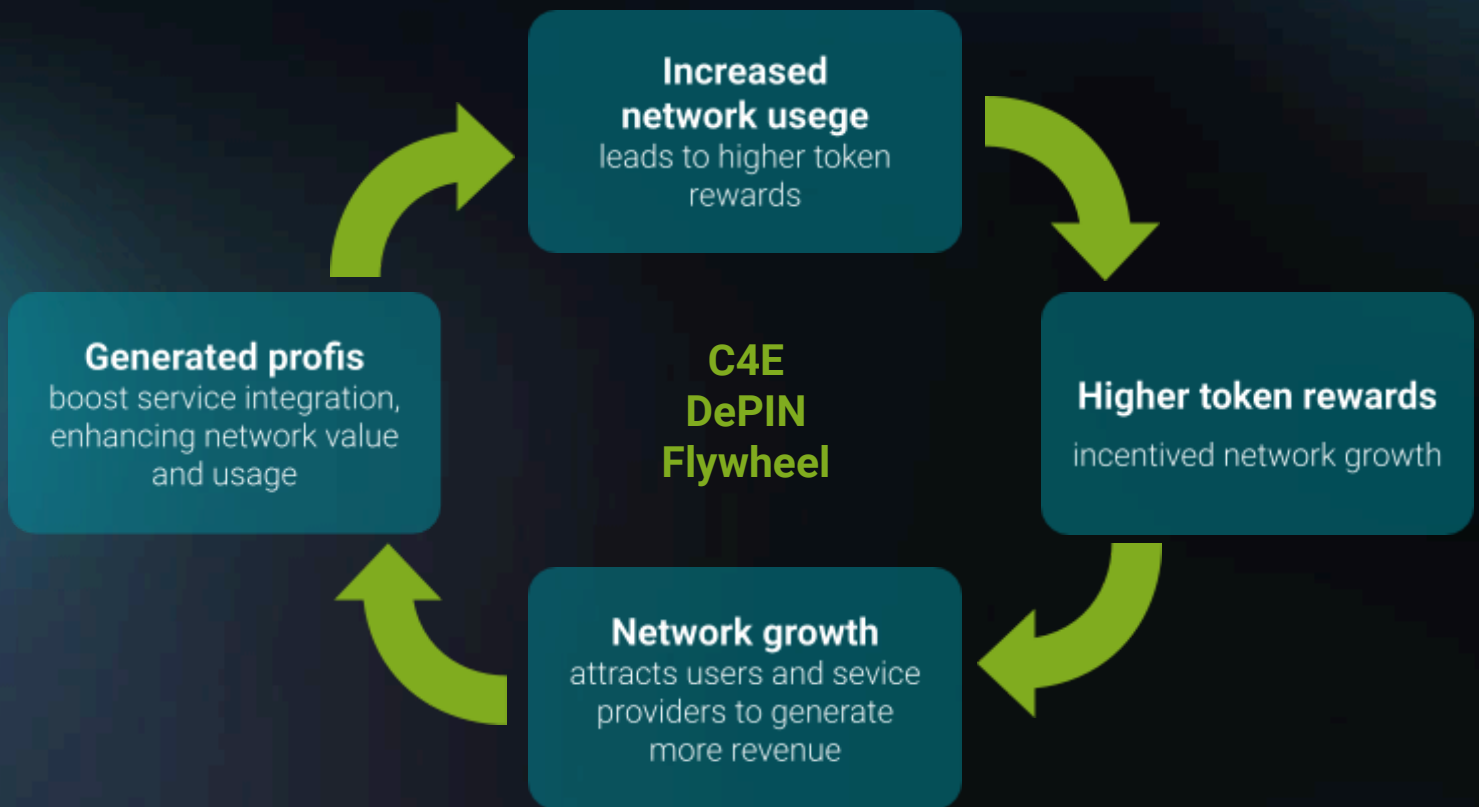 Increased
network usege
leads to higher token
rewards
Generated profis
boost service integration,
enhancing network value
and usage
C4E
DePIN
Flywheel
Higher token rewards
incentived network growth
Network growth
attracts users and sevice
providers to generate
more revenue